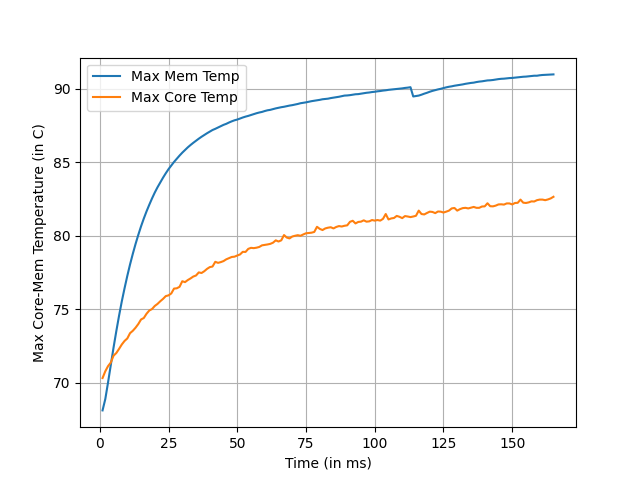 Max Mem Temp
Max Core Temp
Max Core-Mem Temperature (in C)
90
85
80
75
70
0 25 50 75 100 125 150
Time (in ms)